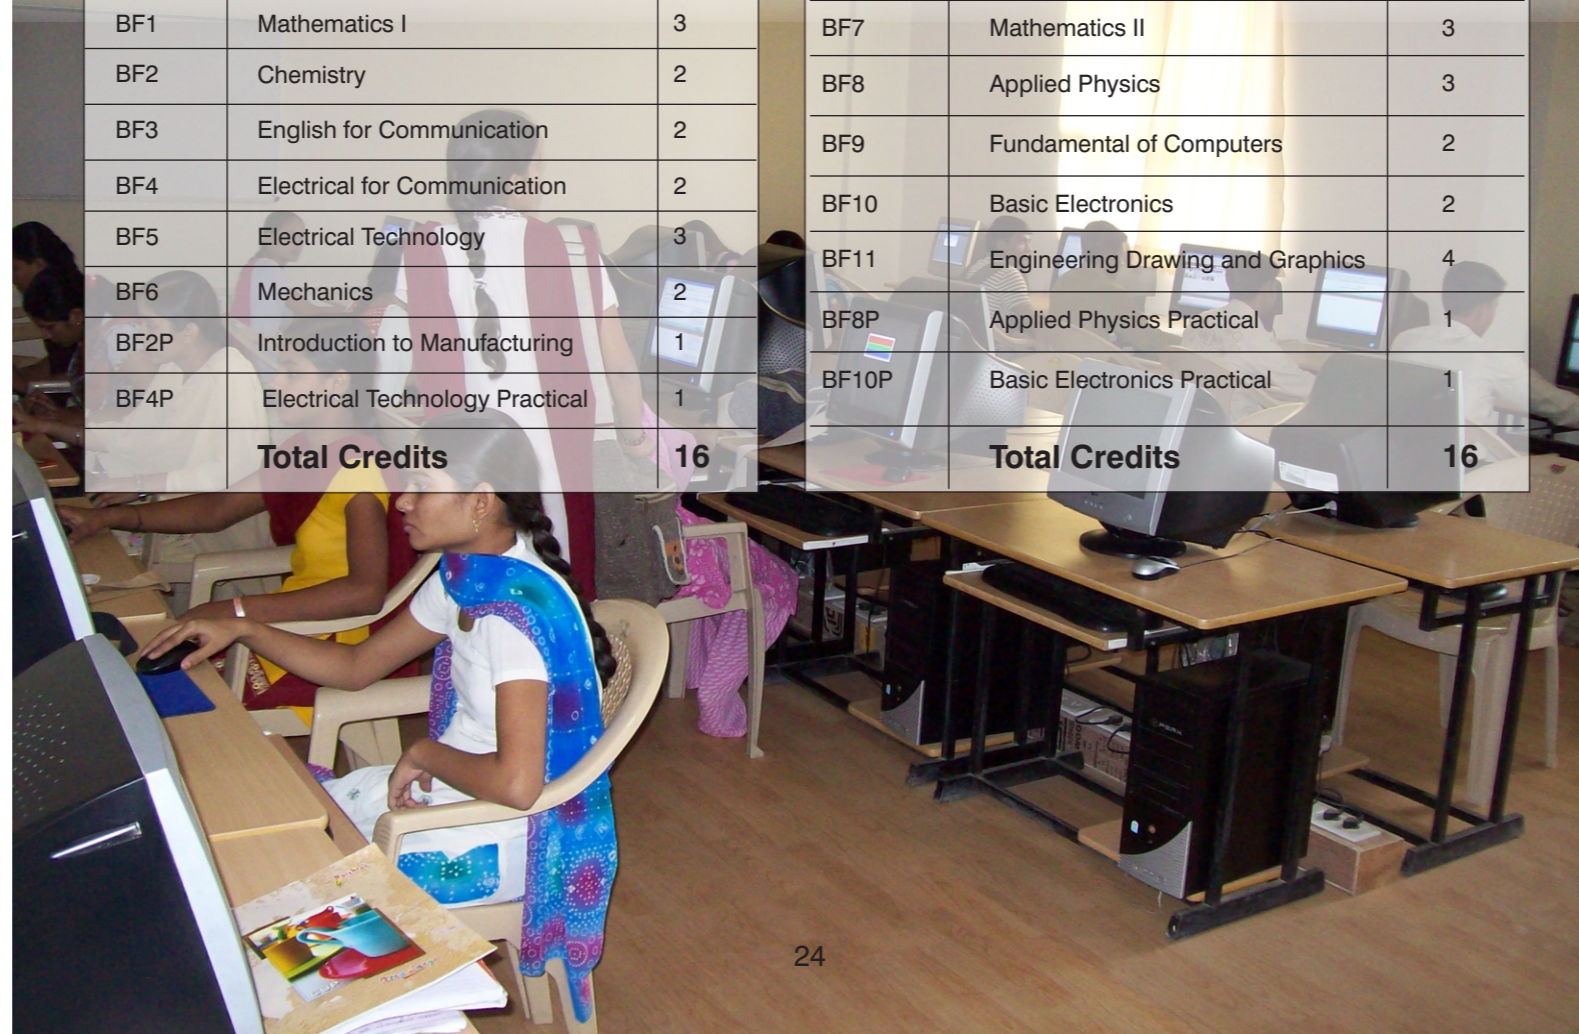 BF1 Mathematics I 3
BF2 Chemistry 2
BF3 English for Communication 2
BF4 Electrical for Communication 2
BF5 Electrical Technology 3
BF6 Mechanics 2
BF2P Introduction to Manufacturing 1
BF4P Electrical Technology Practical 1
Total Credits 16
BF7 Mathematics II 3
BF8 Applied Physics 3
BF9 Fundamental of Computers 2
BF10 Basic Electronics 2
BF11 Engineering Drawing and Graphics 4
BF8P Applied Physics Practical 1
BF10P Basic Electronics Practical 1
Total Credits 16
24